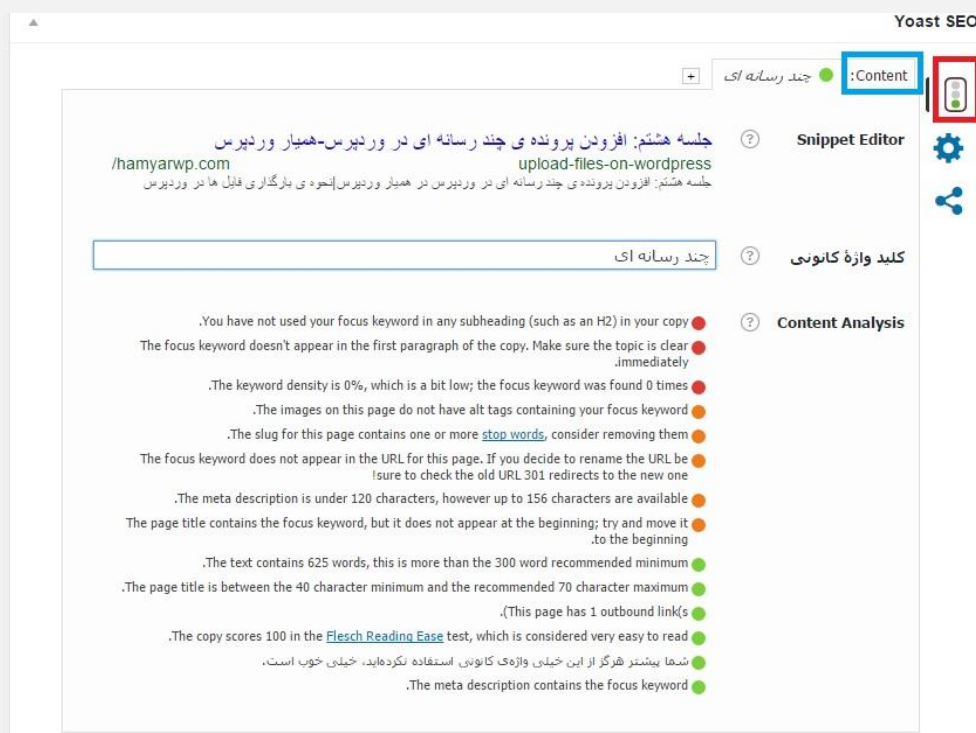 Yoast SEO
Content:
چند رسانه ای
+
Snippet Editor
?
جلسه هشتم: افزودن پرونده ی چند رسانه ای در وردپرس-همیار وردپرس
/hamyarwp.com
upload-files-on-wordpress
جلسه هشتم: افزودن پرونده ی چند رسانه ای در وردپرس در همیار وردپرس|نحوه ی بارگذاری فایل ها در وردپرس
کلید واژهٔ کانونی
?
چند رسانه ای
Content Analysis
?
.You have not used your focus keyword in any subheading (such as an H2) in your copy
The focus keyword doesn't appear in the first paragraph of the copy. Make sure the topic is clear
.immediately
.The keyword density is 0%, which is a bit low; the focus keyword was found 0 times
.The images on this page do not have alt tags containing your focus keyword
.The slug for this page contains one or more stop words, consider removing them
The focus keyword does not appear in the URL for this page. If you decide to rename the URL be
!sure to check the old URL 301 redirects to the new one
.The meta description is under 120 characters, however up to 156 characters are available
The page title contains the focus keyword, but it does not appear at the beginning; try and move it
.to the beginning
.The text contains 625 words, this is more than the 300 word recommended minimum
.The page title is between the 40 character minimum and the recommended 70 character maximum
.(This page has 1 outbound link(s
.The copy scores 100 in the Flesch Reading Ease test, which is considered very easy to read
شما پیشتر هرگز از این خیلی واژه‌ی کانونی استفاده نکرده‌اید، خیلی خوب است.
.The meta description contains the focus keyword